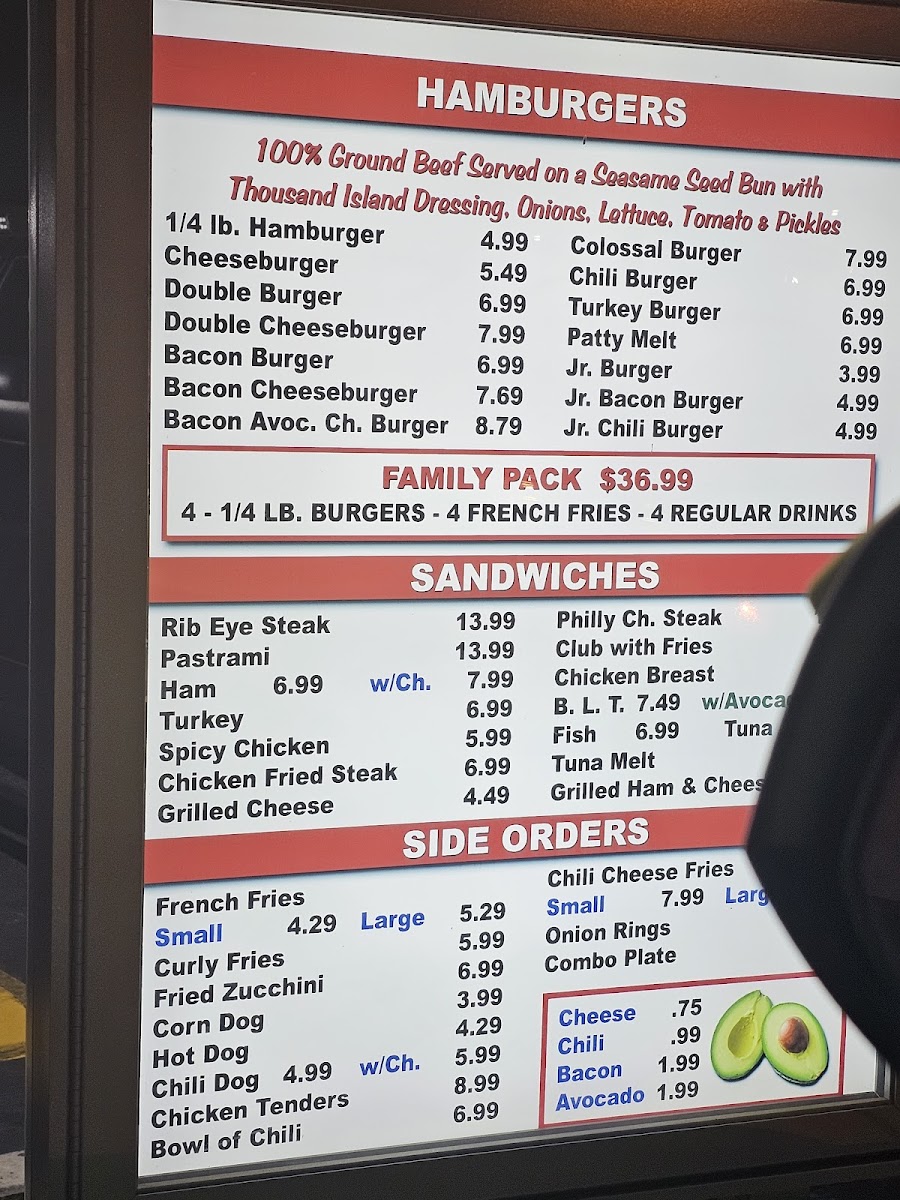 HAMBURGERS
100% Ground Beef Served on a Seasame Seed Bun with
Thousand Island Dressing, Onions, Lettuce, Tomato & Pickles
1/4 lb. Hamburger 4.99
Cheeseburger 5.49
Double Burger 6.99
Double Cheeseburger 7.99
Bacon Burger 6.99
Bacon Cheeseburger 7.69
Bacon Avoc. Ch. Burger 8.79
Colossal Burger 7.99
Chili Burger 6.99
Turkey Burger 6.99
Patty Melt 6.99
Jr. Burger 3.99
Jr. Bacon Burger 4.99
Jr. Chili Burger 4.99
FAMILY PACK $36.99
4 - 1/4 LB. BURGERS - 4 FRENCH FRIES - 4 REGULAR DRINKS
SANDWICHES
Rib Eye Steak 13.99
Pastrami 13.99
Ham 6.99 w/Ch. 7.99
Turkey 6.99
Spicy Chicken 5.99
Chicken Fried Steak 6.99
Grilled Cheese 4.49
Philly Ch. Steak
Club with Fries
Chicken Breast
B. L. T. 7.49
Fish 6.99 Tuna
Tuna Melt
Grilled Ham &
SIDE ORDERS
French Fries
Small 4.29 Large 5.29
Curly Fries 5.99
Fried Zucchini 6.99
Corn Dog 3.99
Hot Dog 4.29
Chili Dog 4.99 w/Ch. 5.99
Chicken Tenders 8.99
Bowl of Chili 6.99
Chili Cheese Fries
Small 7.99
Onion Rings
Combo Plate
Cheese .75
Chili .99
Bacon 1.99
Avocado 1.99